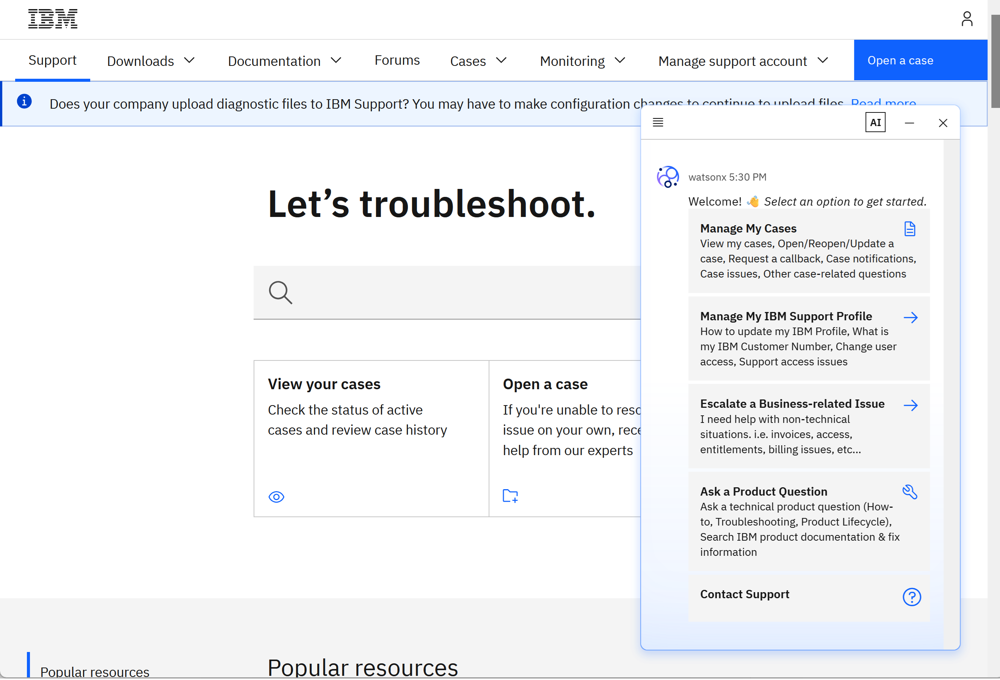 IBM
Support Downloads Documentation Forums Cases Monitoring Manage support account Open a case
Does your company upload diagnostic files to IBM Support? You may have to make configuration changes to continue to upload files. Read more
Let’s troubleshoot.
View your cases
Check the status of active
cases and review case history
Open a case
If you're unable to
issue on your own,
help from our experts
Popular resources
Popular resources
AI
watsonx 5:30 PM
Welcome! 👋 Select an option to get started.
Manage My Cases
View my cases, Open/Reopen/Update a
case, Request a callback, Case notifications,
Case issues, Other case-related questions
Manage My IBM Support Profile
How to update my IBM Profile, What is
my IBM Customer Number, Change user
access, Support access issues
Escalate a Business-related Issue
I need help with non-technical
situations. i.e. invoices, access,
entitlements, billing issues, etc...
Ask a Product Question
Ask a technical product question (How-
to, Troubleshooting, Product Lifecycle),
Search IBM product documentation & fix
information
Contact Support